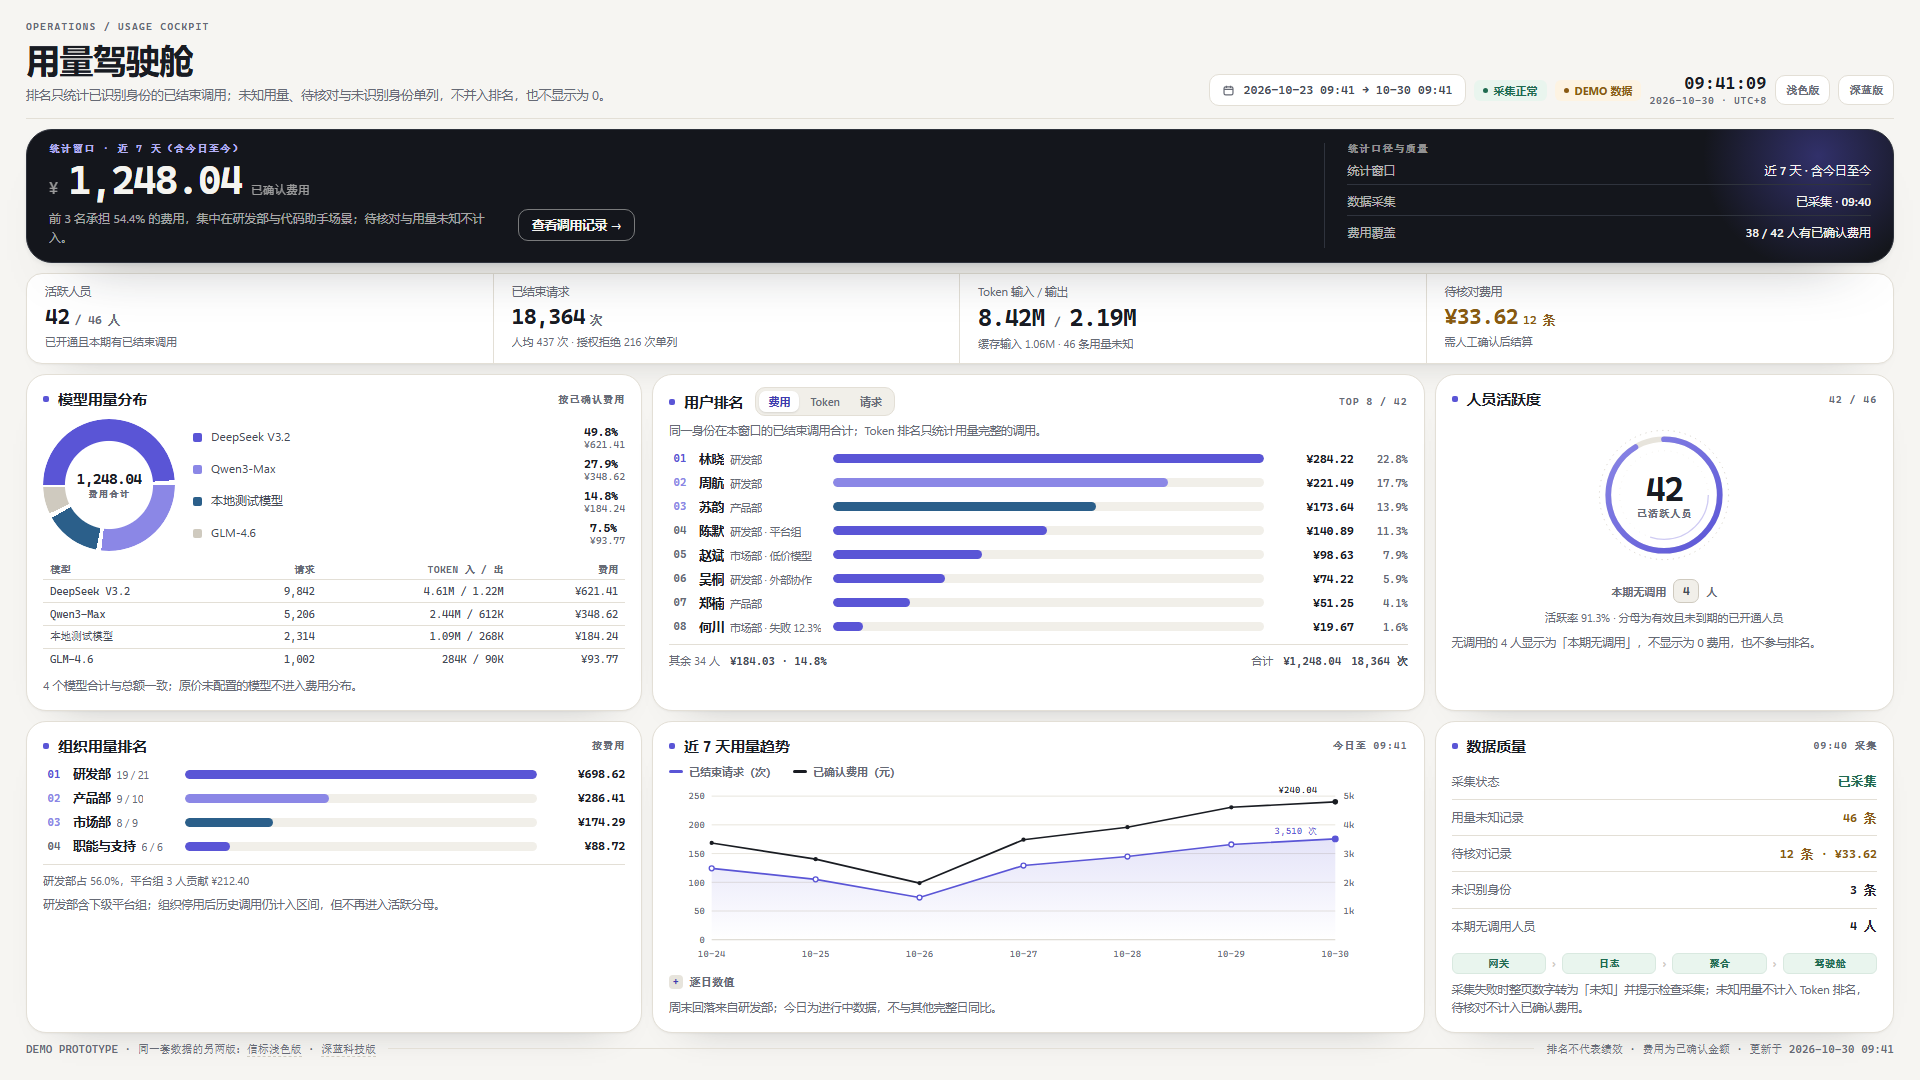 OPERATIONS / USAGE COCKPIT
用量驾驶舱
排名只统计已识别身份的已结束调用；未知用量、待核对与未识别身份单列，不并入排名，也不显示为 0。
2026-10-23 09:41 → 10-30 09:41
采集正常
DEMO 数据
09:41:09
2026-10-30 · UTC+8
浅色版
深蓝版
统计窗口 · 近 7 天（含今日至今）
¥ 1,248.04 已确认费用
前 3 名承担 54.4% 的费用，集中在研发部与代码助手场景；待核对与用量未知不计
入。
查看调用记录 →
统计口径与质量
统计窗口 近 7 天 · 含今日至今
数据采集 已采集 · 09:40
费用覆盖 38 / 42 人有已确认费用
活跃人员
42 / 46 人
已开通且本期有已结束调用
已结束请求
18,364 次
人均 437 次 · 授权拒绝 216 次单列
Token 输入 / 输出
8.42M / 2.19M
缓存输入 1.06M · 46 条用量未知
待核对费用
¥33.62 12 条
需人工确认后结算
模型用量分布 按已确认费用
1,248.04
费用合计
DeepSeek V3.2 49.8%
¥621.41
Qwen3-Max 27.9%
¥348.62
本地测试模型 14.8%
¥184.24
GLM-4.6 7.5%
¥93.77
模型 请求 TOKEN 入 / 出 费用
DeepSeek V3.2 9,842 4.61M / 1.22M ¥621.41
Qwen3-Max 5,206 2.44M / 612K ¥348.62
本地测试模型 2,314 1.09M / 268K ¥184.24
GLM-4.6 1,002 284K / 90K ¥93.77
4 个模型合计与总额一致；原价未配置的模型不进入费用分布。
用户排名 费用 Token 请求 TOP 8 / 42
同一身份在本窗口的已结束调用合计；Token 排名只统计用量完整的调用。
01 林晓 研发部 ¥284.22 22.8%
02 周航 研发部 ¥221.49 17.7%
03 苏韵 产品部 ¥173.64 13.9%
04 陈默 研发部 · 平台组 ¥140.89 11.3%
05 赵斌 市场部 · 低价模型 ¥98.63 7.9%
06 吴桐 研发部 · 外部协作 ¥74.22 5.9%
07 郑楠 产品部 ¥51.25 4.1%
08 何川 市场部 · 失败 12.3% ¥19.67 1.6%
其余 34 人 ¥184.03 · 14.8% 合计 ¥1,248.04 18,364 次
人员活跃度 42 / 46
42
已活跃人员
本期无调用 4 人
活跃率 91.3% · 分母为有效且未到期的已开通人员
无调用的 4 人显示为「本期无调用」，不显示为 0 费用，也不参与排名。
组织用量排名 按费用
01 研发部 19 / 21 ¥698.62
02 产品部 9 / 10 ¥286.41
03 市场部 8 / 9 ¥174.29
04 职能与支持 6 / 6 ¥88.72
研发部占 56.0%，平台组 3 人贡献 ¥212.40
研发部含下级平台组；组织停用后历史调用仍计入区间，但不再进入活跃分母。
近 7 天用量趋势 今日至 09:41
已结束请求（次） 已确认费用（元）
¥240.04
3,510 次
250 5k
200 4k
150 3k
100 2k
50 1k
0
10-24 10-25 10-26 10-27 10-28 10-29 10-30
+ 逐日数值
周末回落来自研发部；今日为进行中数据，不与其他完整日同比。
数据质量 09:40 采集
采集状态 已采集
用量未知记录 46 条
待核对记录 12 条 · ¥33.62
未识别身份 3 条
本期无调用人员 4 人
网关 › 日志 › 聚合 › 驾驶舱
采集失败时整页数字转为「未知」并提示检查采集；未知用量不计入 Token 排名，
待核对不计入已确认费用。
DEMO PROTOTYPE · 同一套数据的另两版：信标浅色版 · 深蓝科技版
排名不代表绩效 · 费用为已确认金额 · 更新于 2026-10-30 09:41